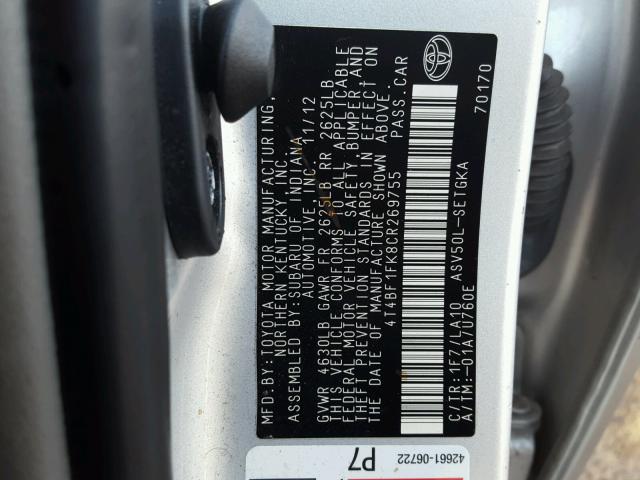 MFD.BY:TOYOTA MOTOR MANUFACTURING,
NORTHERN KENTUCKY, INC.
ASSEMBLED BY:SUBARU OF INDIANA
AUTOMOTIVE,INC. 11/12
GVWR 4630LB GAWR FR 2625LB RR 2625LB
THIS VEHICLE CONFORMS TO ALL APPLICABLE
FEDERAL MOTOR VEHICLE SAFETY, BUMPER, AND
THEFT PREVENTION STANDARDS IN EFFECT ON
THE DATE OF MANUFACTURE SHOWN ABOVE.
4T4BF1FK8CR269755 PASS.CAR
C/TR:1F7/LA10 ASV50L-SETGKA
A/TM:-01A/U760E 70170
42661-06722
P7